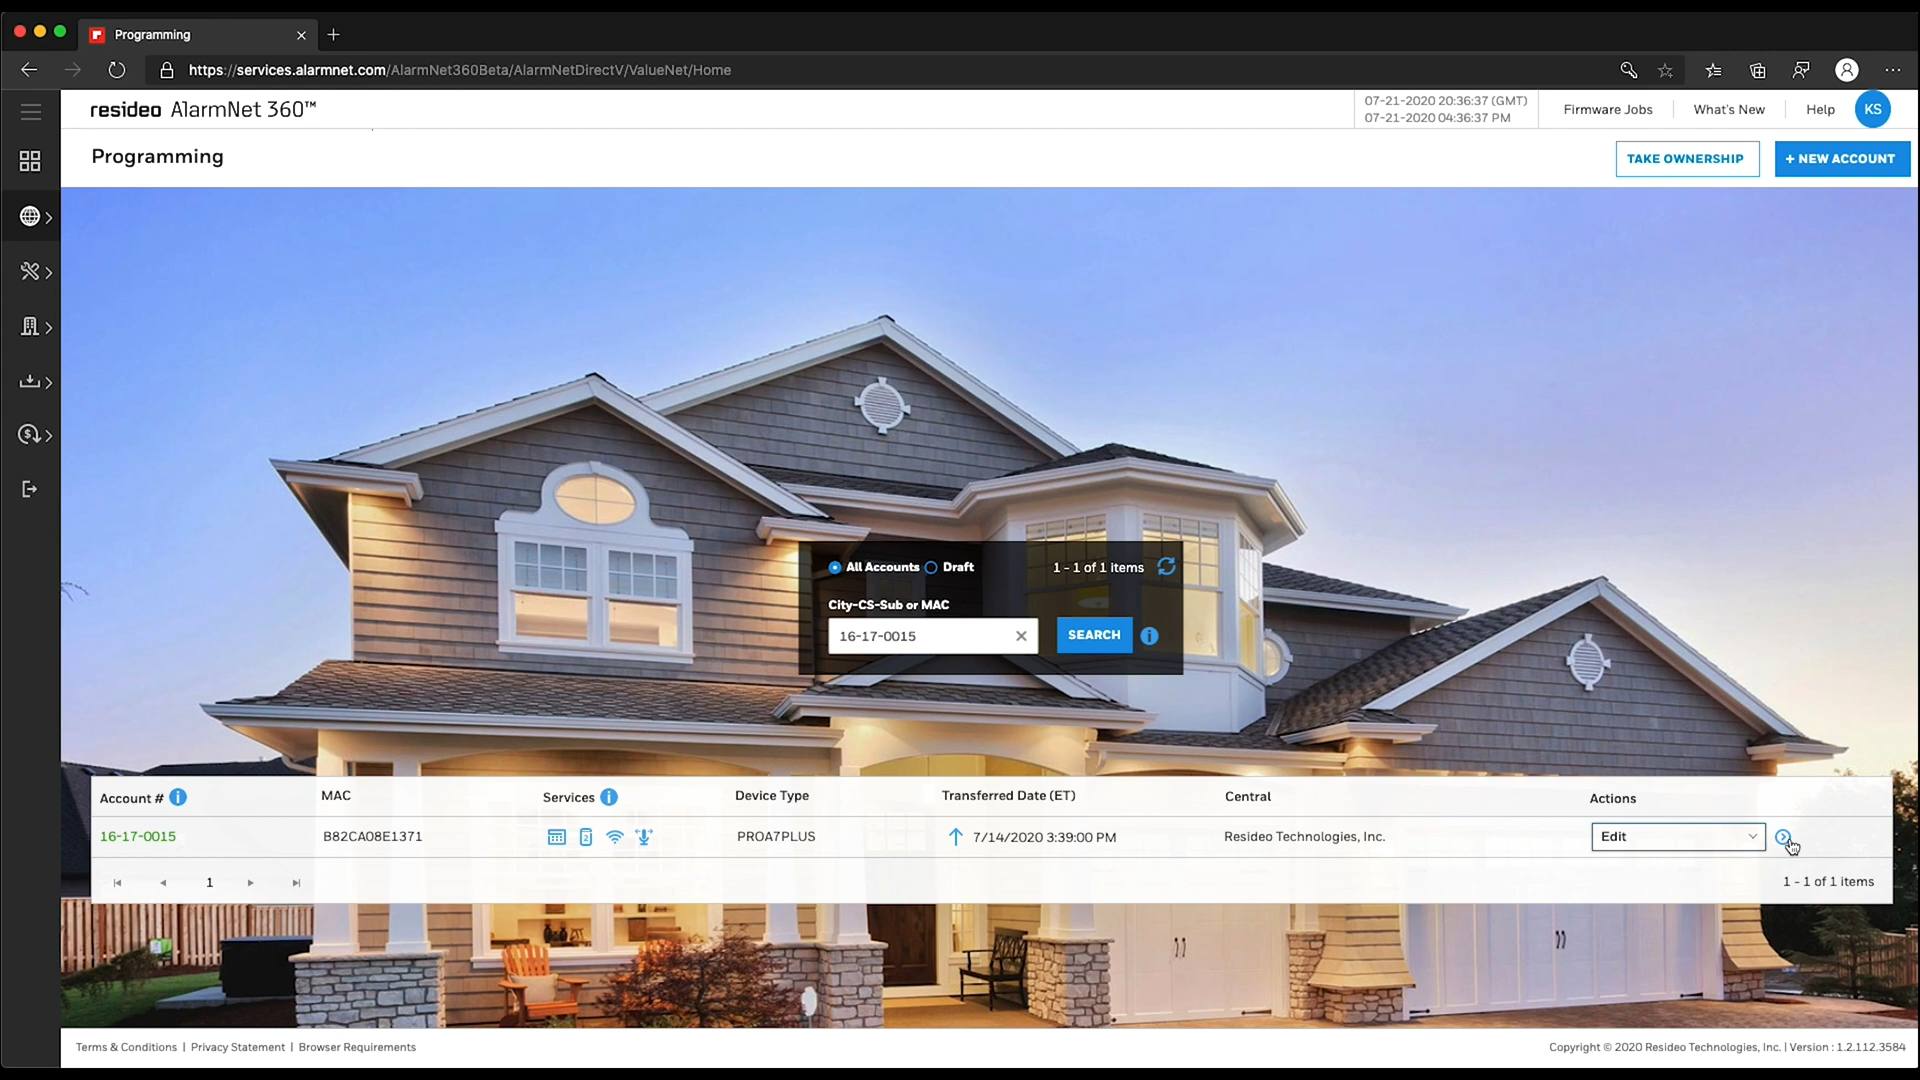 Programming
https://services.alarmnet.com/AlarmNet360Beta/AlarmNetDirectV/ValueNet/Home
resideo AlarmNet 360™
07-21-2020 20:36:37 (GMT)
07-21-2020 04:36:37 PM
Firmware Jobs
What's New
Help
KS
Programming
TAKE OWNERSHIP
+ NEW ACCOUNT
All Accounts
Draft
1 - 1 of 1 items
City-CS-Sub or MAC
16-17-0015
SEARCH
Account #
MAC
Services
Device Type
Transferred Date (ET)
Central
Actions
16-17-0015
B82CA08E1371
2
PROA7PLUS
7/14/2020 3:39:00 PM
Resideo Technologies, Inc.
Edit
1
1 - 1 of 1 items
Terms & Conditions | Privacy Statement | Browser Requirements
Copyright © 2020 Resideo Technologies, Inc. | Version : 1.2.112.3584